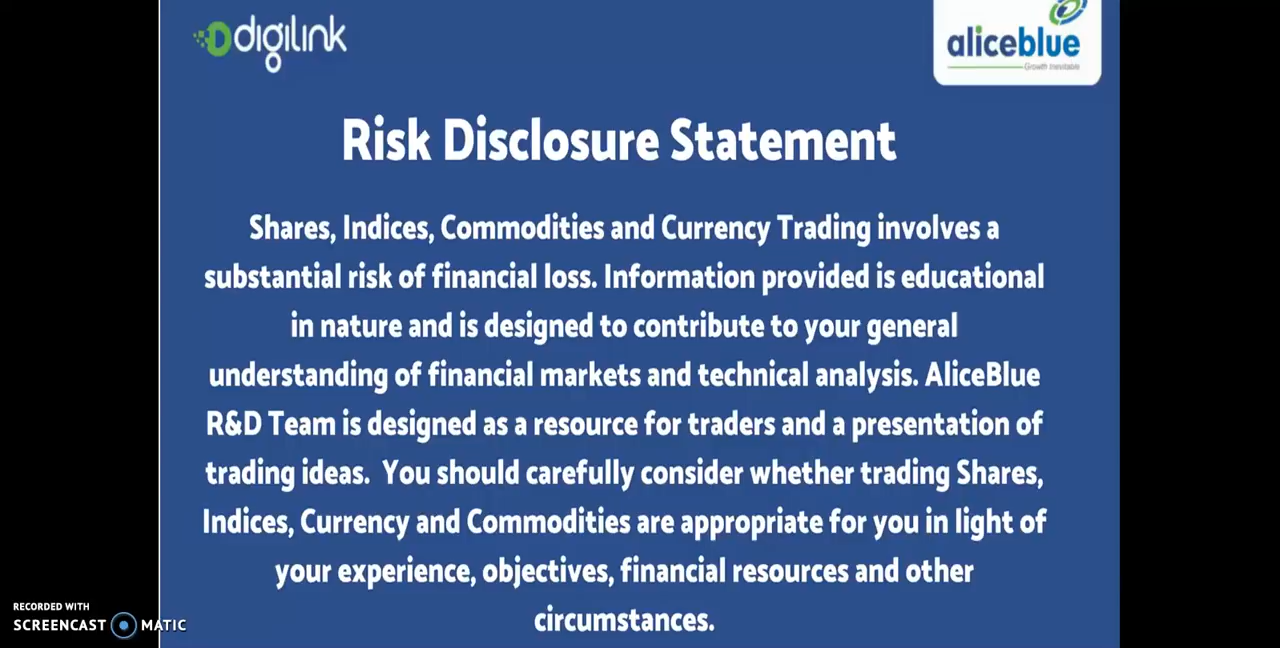 digilink
aliceblue
Growth Inevitable
Risk Disclosure Statement
Shares, Indices, Commodities and Currency Trading involves a
substantial risk of financial loss. Information provided is educational
in nature and is designed to contribute to your general
understanding of financial markets and technical analysis. AliceBlue
R&D Team is designed as a resource for traders and a presentation of
trading ideas.  You should carefully consider whether trading Shares,
Indices, Currency and Commodities are appropriate for you in light of
your experience, objectives, financial resources and other
circumstances.
RECORDED WITH
SCREENCAST MATIC